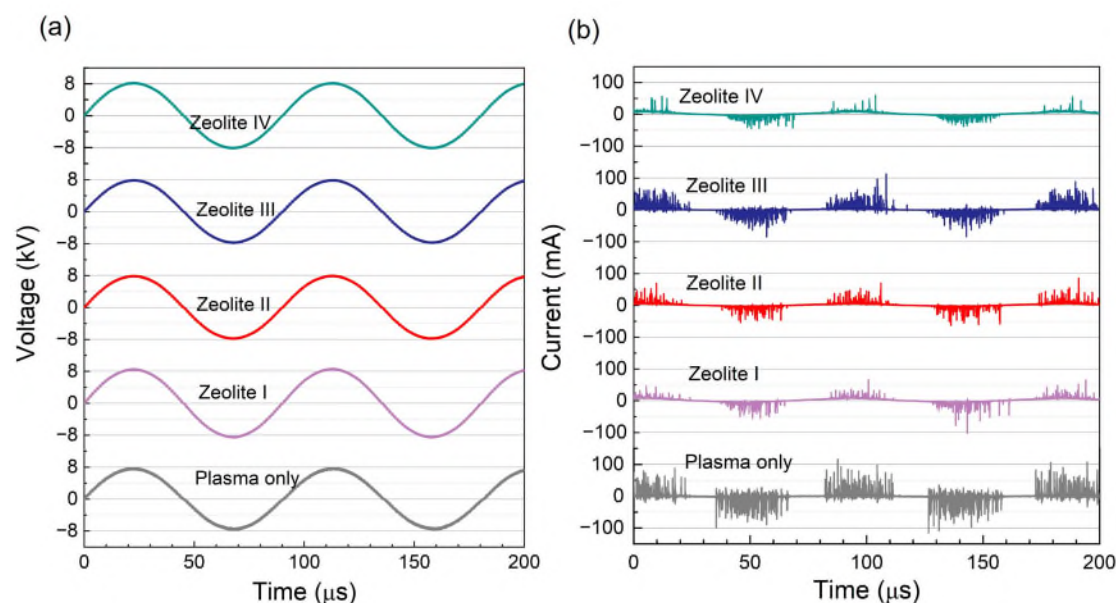 (a)
Voltage (kV)
8
0
−8
Zeolite IV
8
0
−8
Zeolite III
8
0
−8
Zeolite II
8
0
−8
Zeolite I
8
0
−8
Plasma only
0 50 100 150 200
Time (μs)
(b)
Current (mA)
100
0
−100
Zeolite IV
100
0
−100
Zeolite III
100
0
−100
Zeolite II
100
0
−100
Zeolite I
100
0
−100
Plasma only
0 50 100 150 200
Time (μs)